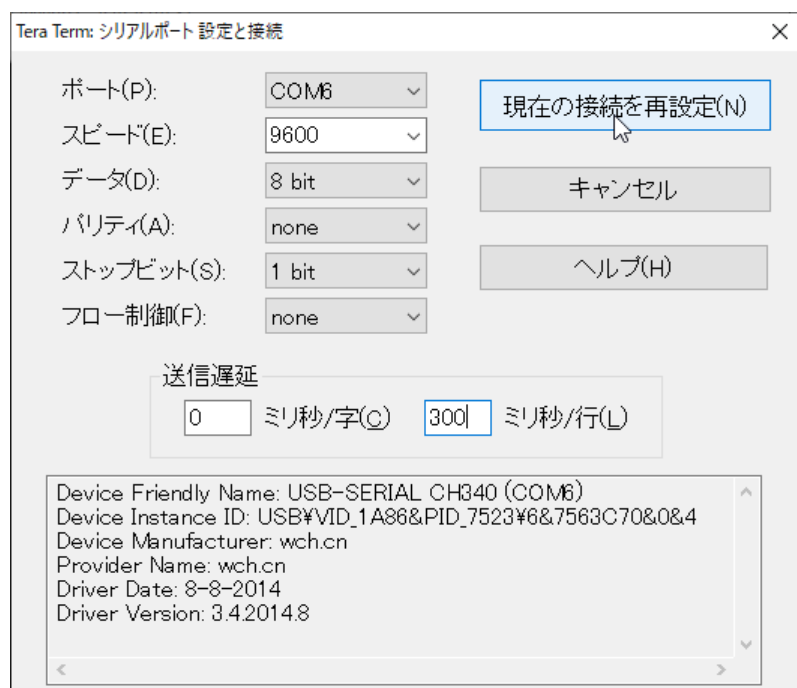 Tera Term: シリアルポート 設定と接続
ポート(P):
COM6
現在の接続を再設定(N)
スピード(E):
9600
データ(D):
8 bit
キャンセル
パリティ(A):
none
ストップビット(S):
1 bit
ヘルプ(H)
フロー制御(F):
none
送信遅延
0 ミリ秒/字(C) 300 ミリ秒/行(L)
Device Friendly Name: USB-SERIAL CH340 (COM6)
Device Instance ID: USB¥VID_1A86&PID_7523¥6&7563C70&0&4
Device Manufacturer: wch.cn
Provider Name: wch.cn
Driver Date: 8-8-2014
Driver Version: 3.4.2014.8